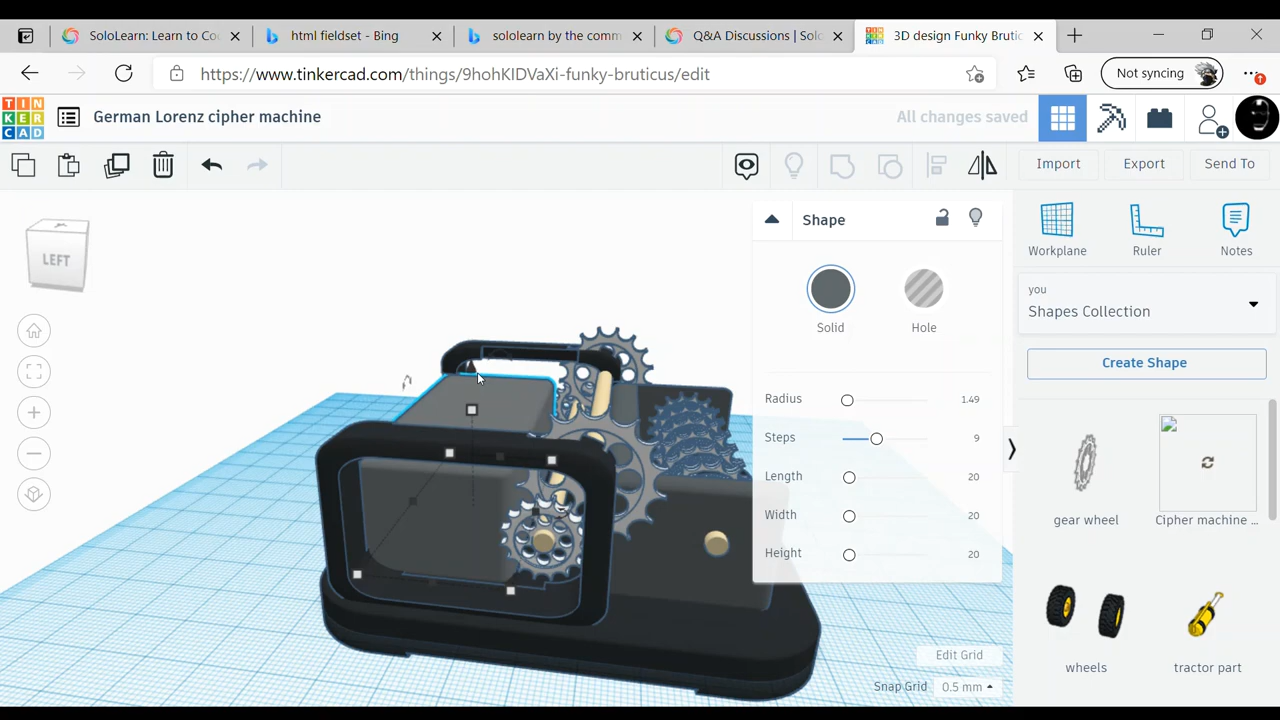 SoloLearn: Learn to Co
html fieldset - Bing
sololearn by the comm
Q&A Discussions | Solo
3D design Funky Brutic
https://www.tinkercad.com/things/9hohKIDVaXi-funky-bruticus/edit
Not syncing
TIN
KER
CAD
German Lorenz cipher machine
All changes saved
Import
Export
Send To
LEFT
Shape
Solid
Hole
Radius 1.49
Steps 9
Length 20
Width 20
Height 20
Edit Grid
Snap Grid 0.5 mm
Workplane
Ruler
Notes
you
Shapes Collection
Create Shape
gear wheel
Cipher machine ...
wheels
tractor part